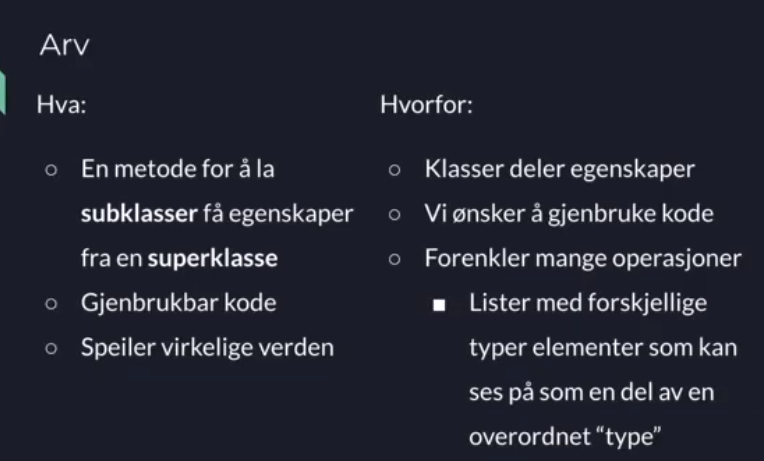 Arv
Hva:
○ En metode for å la
subklasser få egenskaper
fra en superklasse
○ Gjenbrukbar kode
○ Speiler virkelige verden
Hvorfor:
○ Klasser deler egenskaper
○ Vi ønsker å gjenbruke kode
○ Forenkler mange operasjoner
■ Lister med forskjellige
typer elementer som kan
ses på som en del av en
overordnet “type”